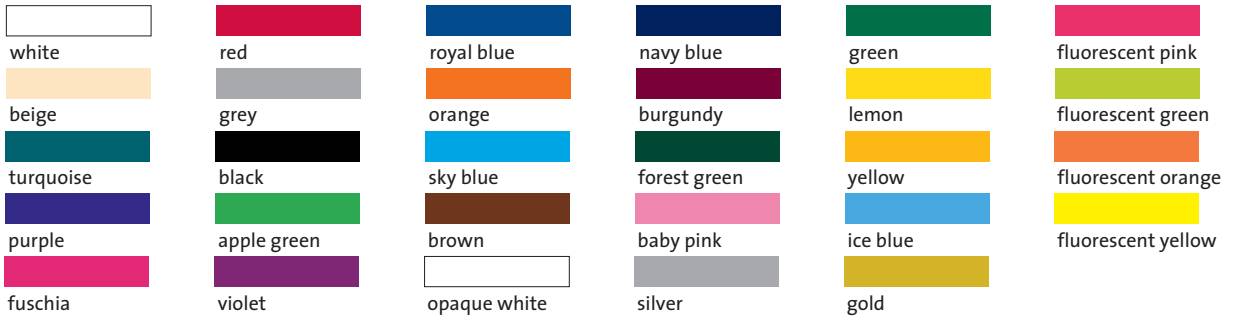 white red royal blue navy blue green fluorescent pink
beige grey orange burgundy lemon fluorescent green
turquoise black sky blue forest green yellow fluorescent orange
purple apple green brown baby pink ice blue fluorescent yellow
fuschia violet opaque white silver gold